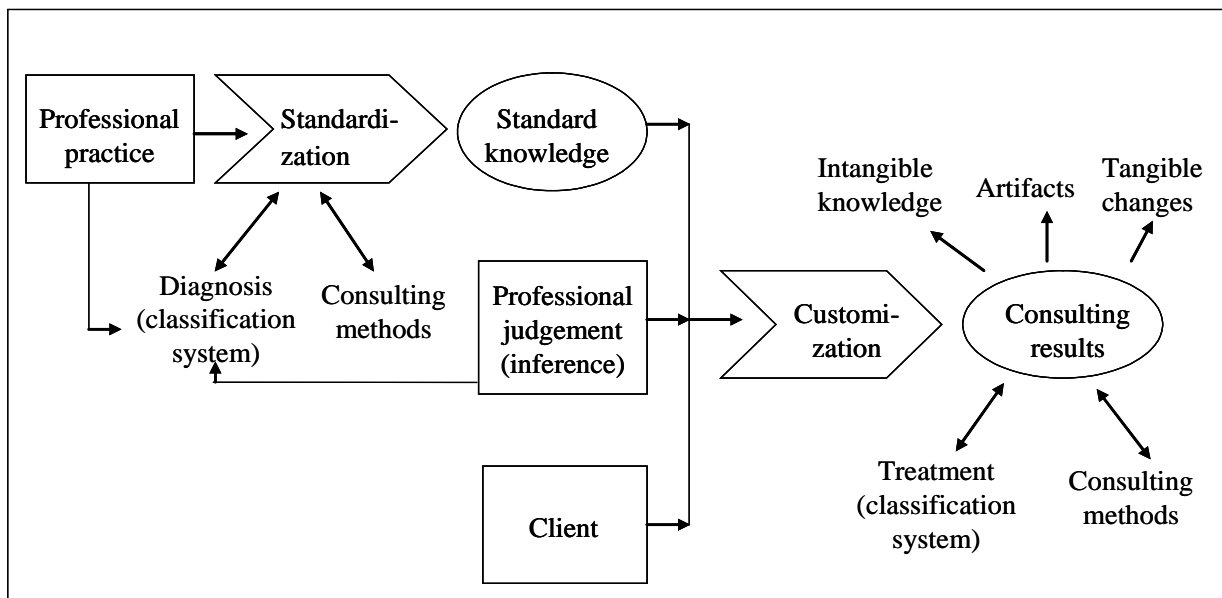 Professional
practice
Standardi-
zation
Standard
knowledge
Intangible
knowledge
Artifacts
Tangible
changes
Diagnosis
(classification
system)
Consulting
methods
Professional
judgement
(inference)
Customi-
zation
Consulting
results
Client
Treatment
(classification
system)
Consulting
methods